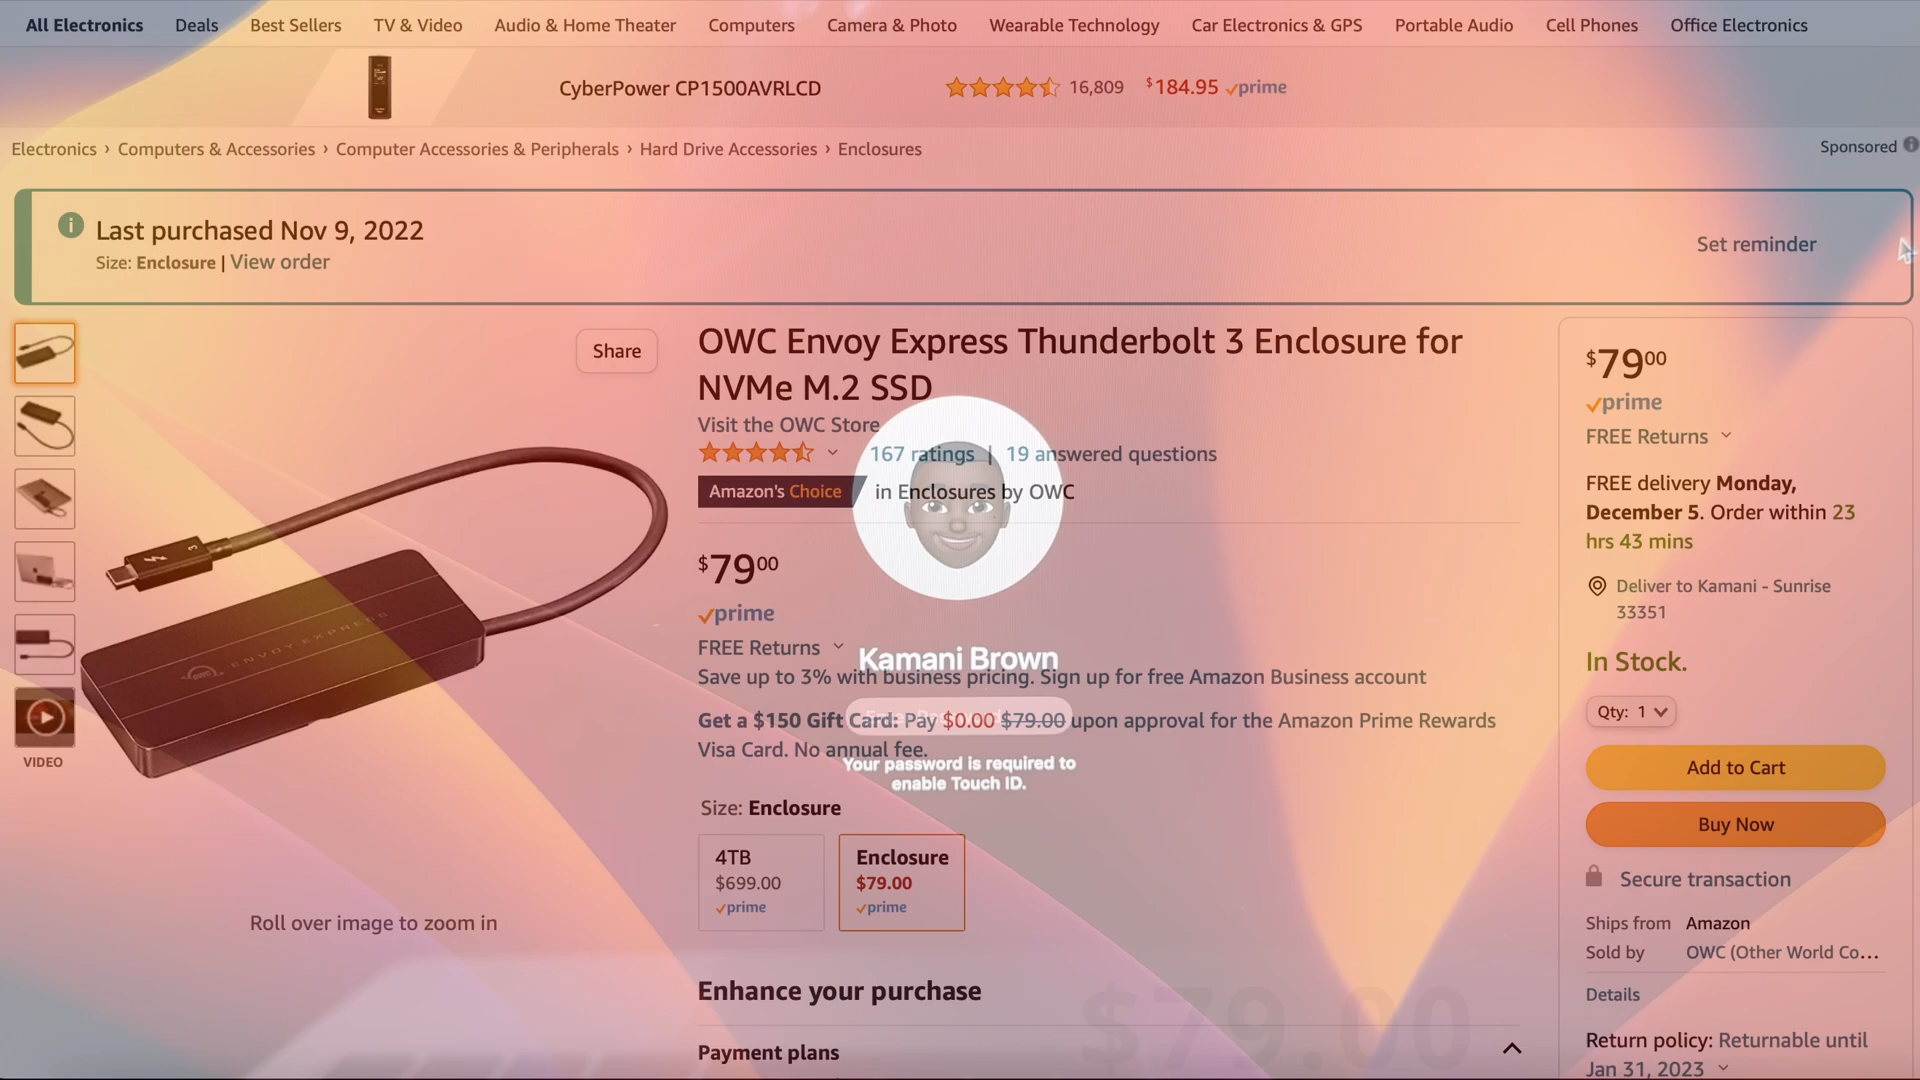 All Electronics Deals Best Sellers TV & Video Audio & Home Theater Computers Camera & Photo Wearable Technology Car Electronics & GPS Portable Audio Cell Phones Office Electronics
CyberPower CP1500AVRLCD 16,809 $184.95 prime
Electronics › Computers & Accessories › Computer Accessories & Peripherals › Hard Drive Accessories › Enclosures
Sponsored
Last purchased Nov 9, 2022
Size: Enclosure | View order
Set reminder
Share
OWC Envoy Express Thunderbolt 3 Enclosure for
NVMe M.2 SSD
Visit the OWC Store
167 ratings | 19 answered questions
Amazon's Choice in Enclosures by OWC
$79.00
prime
FREE Returns
Kamani Brown
Save up to 3% with business pricing. Sign up for free Amazon Business account
Get a $150 Gift Card: Pay $0.00 $79.00 upon approval for the Amazon Prime Rewards
Visa Card. No annual fee.
Your password is required to
enable Touch ID.
Size: Enclosure
4TB
$699.00
prime
Enclosure
$79.00
prime
ENVOY EXPRESS
VIDEO
Roll over image to zoom in
Enhance your purchase
$79.00
Payment plans
$79.00
prime
FREE Returns
FREE delivery Monday,
December 5. Order within 23
hrs 43 mins
Deliver to Kamani - Sunrise
33351
In Stock.
Qty: 1
Add to Cart
Buy Now
Secure transaction
Ships from Amazon
Sold by OWC (Other World Co...
Details
Return policy: Returnable until
Jan 31, 2023